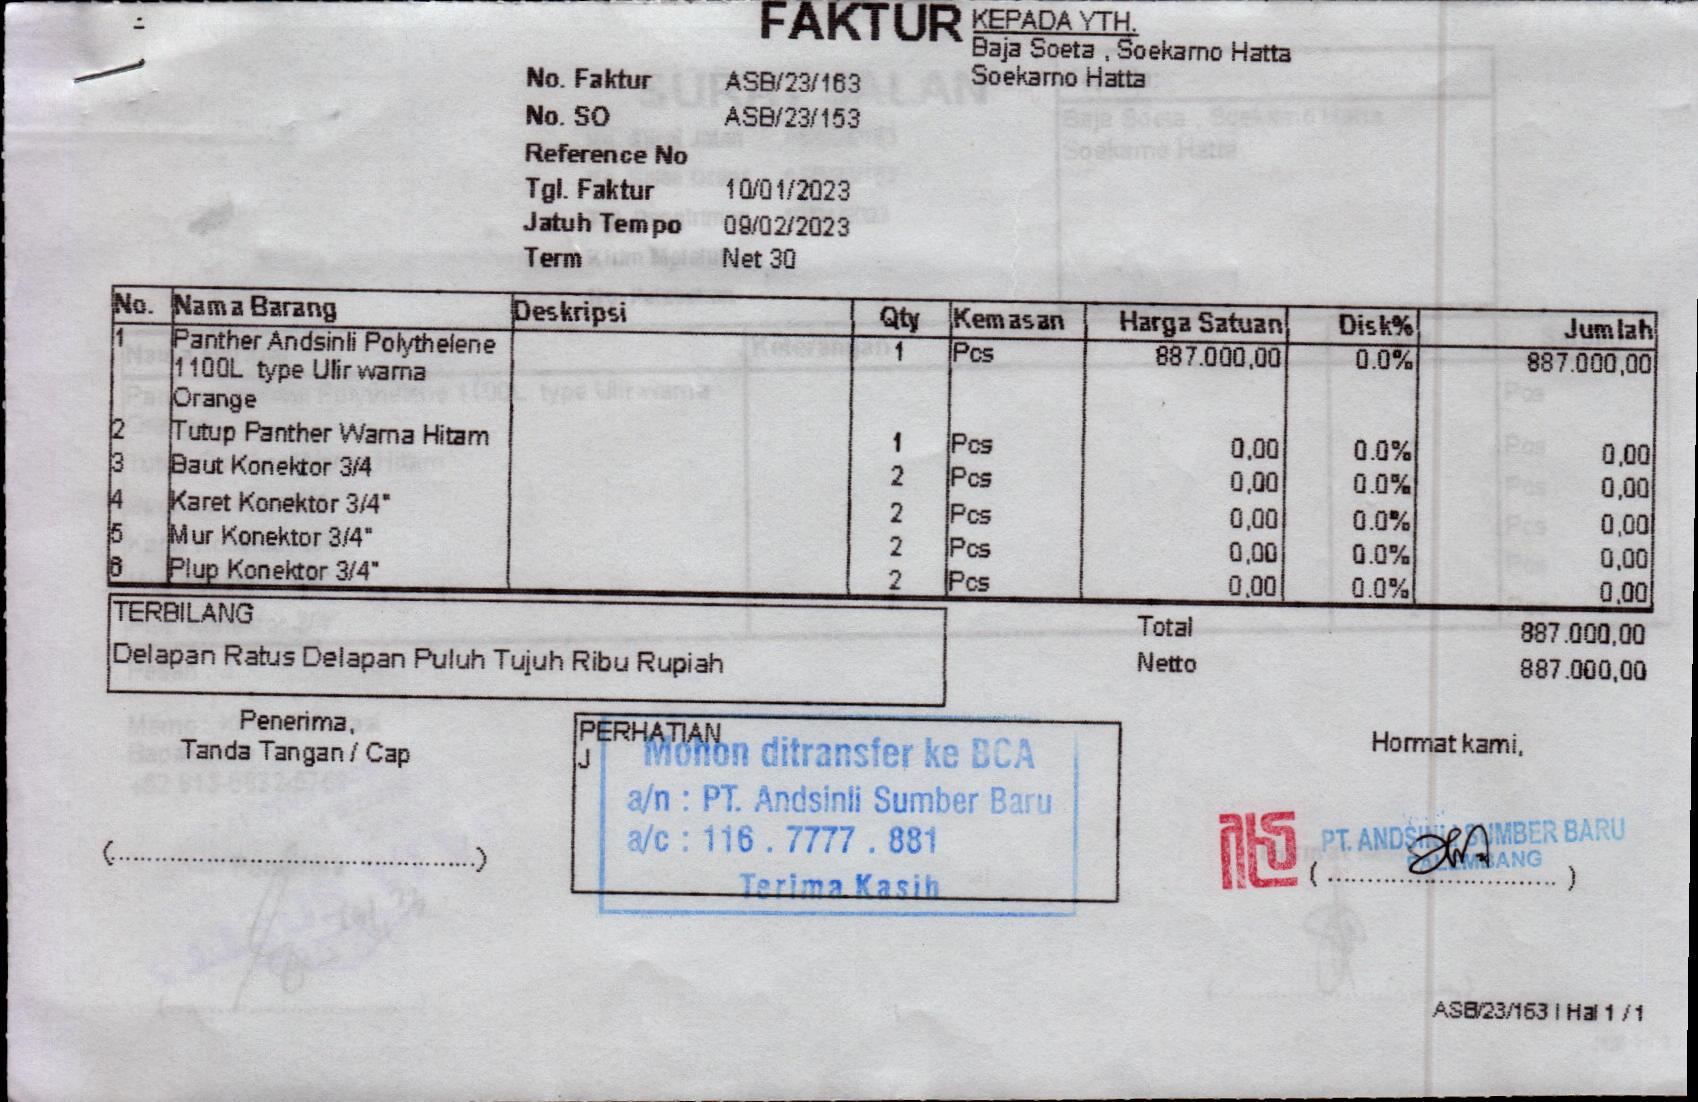 FAKTUR
KEPADA YTH.
Baja Soeta , Soekarno Hatta
Soekarno Hatta
No. Faktur ASB/23/163
No. SO ASB/23/153
Reference No
Tgl. Faktur 10/01/2023
Jatuh Tempo 09/02/2023
Term Net 30
No. Nama Barang Deskripsi Qty Kemasan Harga Satuan Disk% Jumlah
1 Panther Andsinli Polythelene 1 Pcs 887.000,00 0.0% 887.000,00
1100L type Ulir warna
Orange
2 Tutup Panther Warna Hitam 1 Pcs 0,00 0.0% 0,00
3 Baut Konektor 3/4 2 Pcs 0,00 0.0% 0,00
4 Karet Konektor 3/4" 2 Pcs 0,00 0.0% 0,00
5 Mur Konektor 3/4" 2 Pcs 0,00 0.0% 0,00
6 Plup Konektor 3/4" 2 Pcs 0,00 0.0% 0,00
TERBILANG
Delapan Ratus Delapan Puluh Tujuh Ribu Rupiah
Total 887.000,00
Netto 887.000,00
Penerima,
Tanda Tangan / Cap
(........................................)
PERHATIAN
J
Mohon ditransfer ke BCA
a/n : PT. Andsinli Sumber Baru
a/c : 116 . 7777 . 881
Terima Kasih
Hormat kami,
PT. ANDSINLI SUMBER BARU
PALEMBANG
(..............................)
ASB/23/163 | Hal 1 / 1